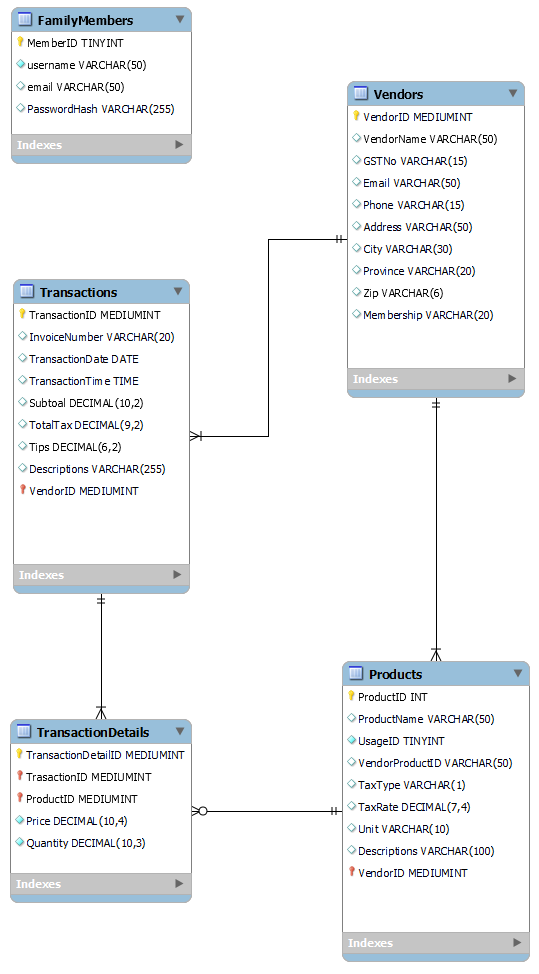 FamilyMembers
MemberID TINYINT
username VARCHAR(50)
email VARCHAR(50)
PasswordHash VARCHAR(255)
Indexes
Vendors
VendorID MEDIUMINT
VendorName VARCHAR(50)
GSTNo VARCHAR(15)
Email VARCHAR(50)
Phone VARCHAR(15)
Address VARCHAR(50)
City VARCHAR(30)
Province VARCHAR(20)
Zip VARCHAR(6)
Membership VARCHAR(20)
Indexes
Transactions
TransactionID MEDIUMINT
InvoiceNumber VARCHAR(20)
TransactionDate DATE
TransactionTime TIME
Subtoal DECIMAL(10,2)
TotalTax DECIMAL(9,2)
Tips DECIMAL(6,2)
Descriptions VARCHAR(255)
VendorID MEDIUMINT
Indexes
TransactionDetails
TransactionDetailID MEDIUMINT
TrasactionID MEDIUMINT
ProductID MEDIUMINT
Price DECIMAL(10,4)
Quantity DECIMAL(10,3)
Indexes
Products
ProductID INT
ProductName VARCHAR(50)
UsageID TINYINT
VendorProductID VARCHAR(50)
TaxType VARCHAR(1)
TaxRate DECIMAL(7,4)
Unit VARCHAR(10)
Descriptions VARCHAR(100)
VendorID MEDIUMINT
Indexes